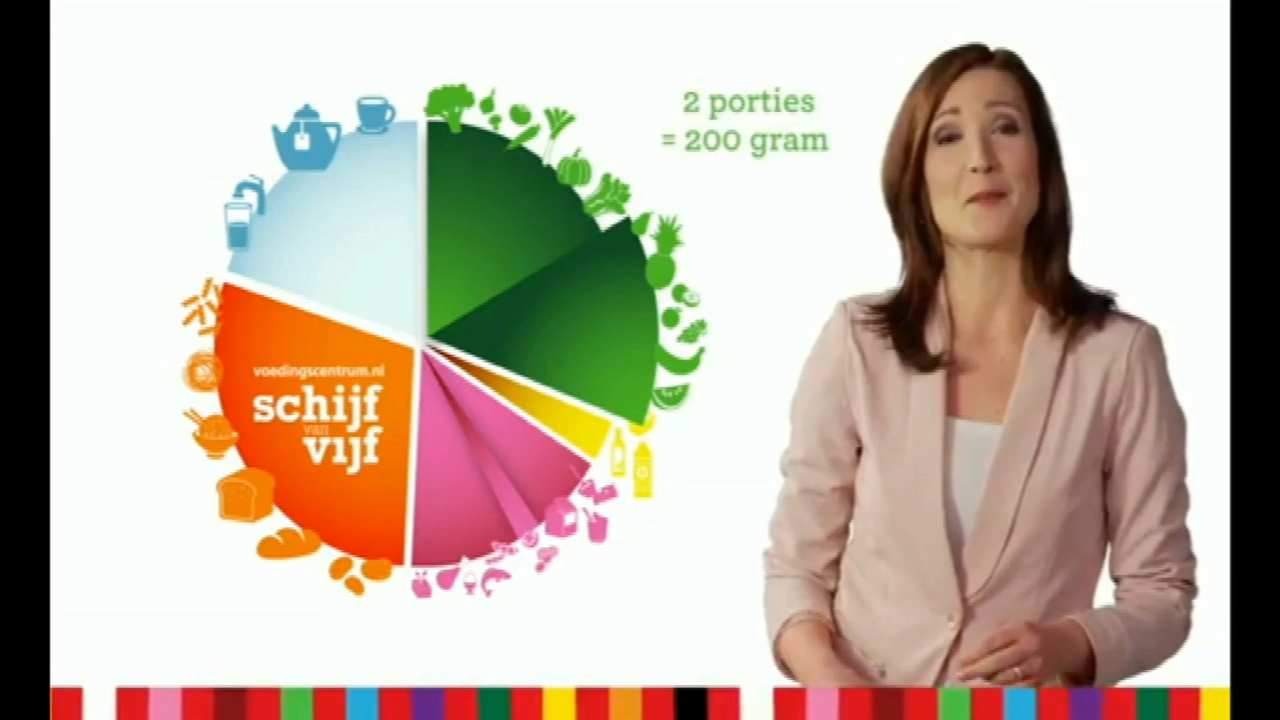 2 porties
= 200 gram
voedingscentrum.nl
schijf
van
vijf